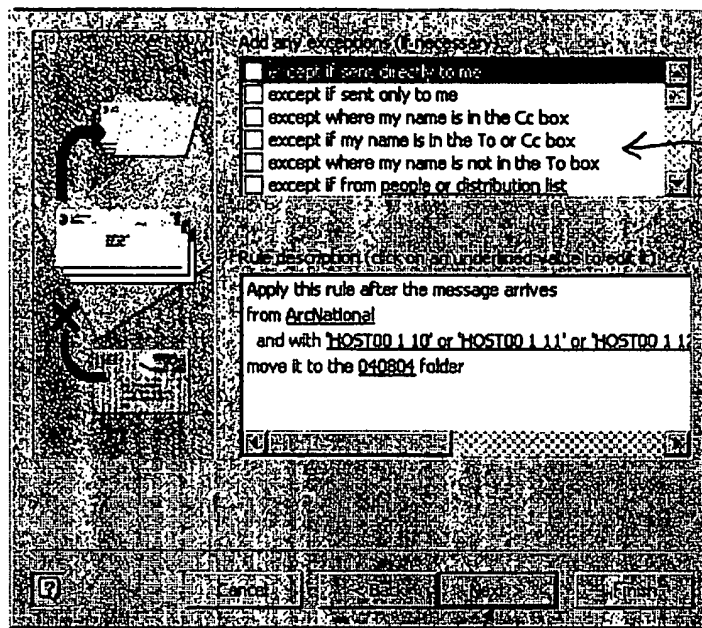 Add any exceptions (if necessary):
except if sent directly to me
except if sent only to me
except where my name is in the Cc box
except if my name is in the To or Cc box
except where my name is not in the To box
except if from people or distribution list
Rule description (click on an underlined value to edit it):
Apply this rule after the message arrives
from ArcNational
and with 'HOST00 1 10' or 'HOST00 1 11' or 'HOST00 1 1
move it to the 040804 folder
?
Cancel
< Back
Next >
Finish